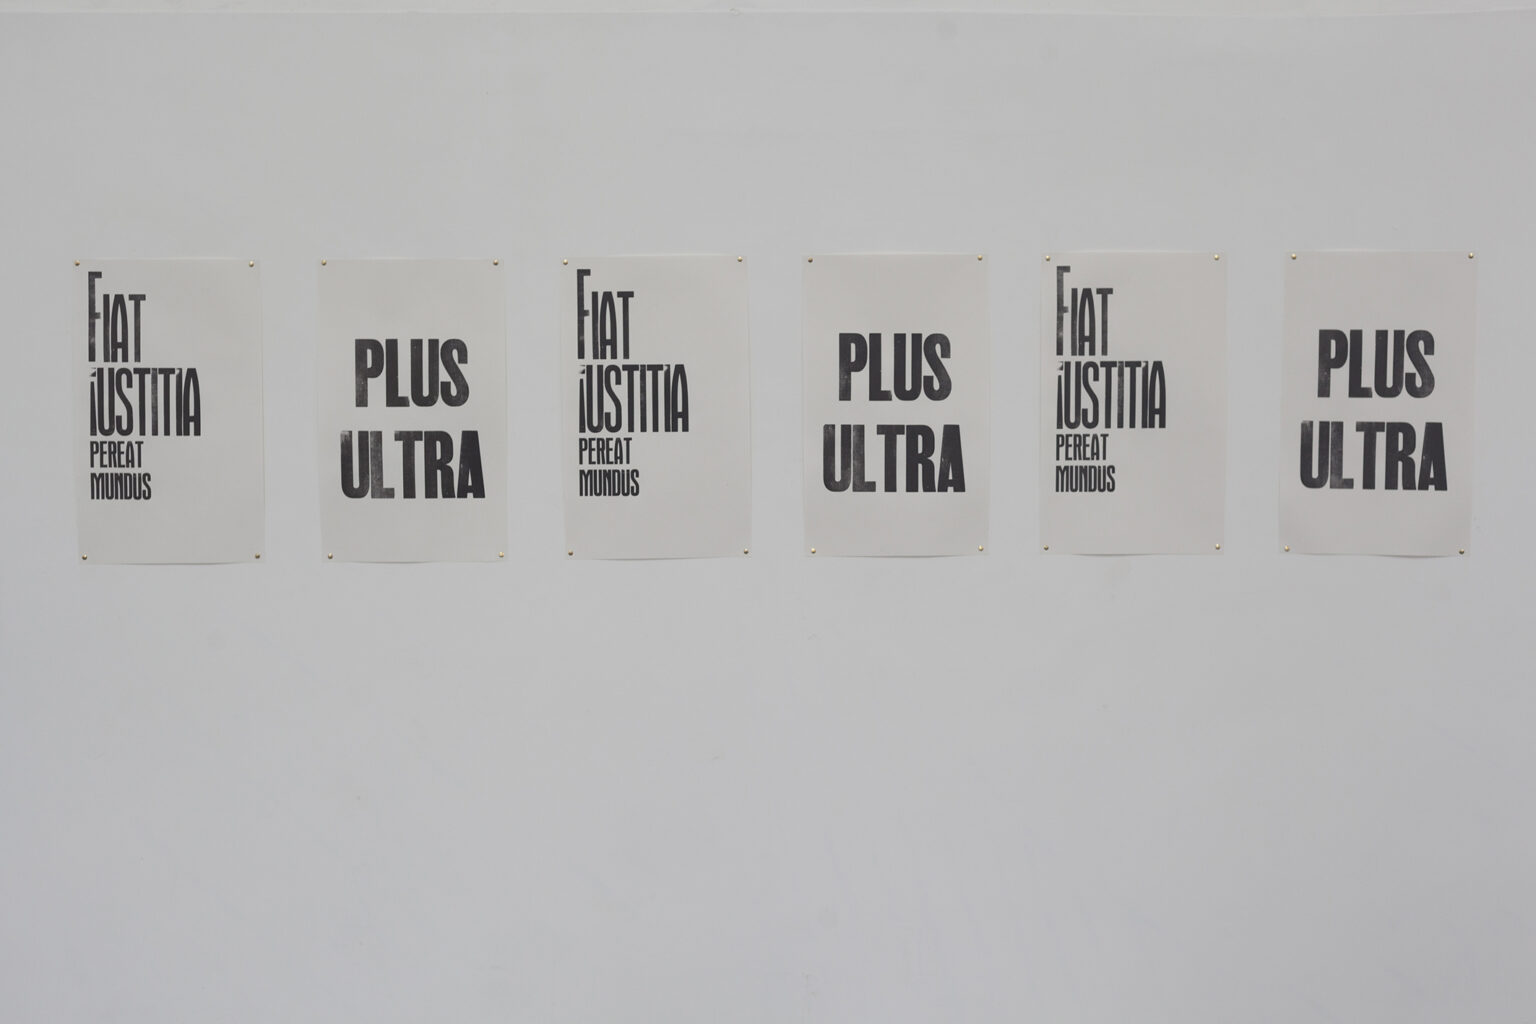 FIAT
iUSTITIA
PEREAT
MUNDUS
PLUS
ULTRA
FIAT
iUSTITIA
PEREAT
MUNDUS
PLUS
ULTRA
FIAT
iUSTITIA
PEREAT
MUNDUS
PLUS
ULTRA